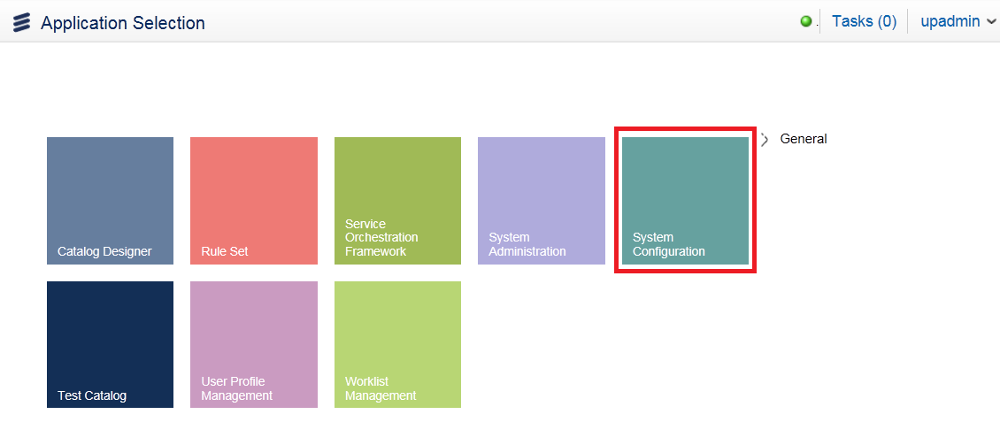 Application Selection
Tasks (0)
upadmin
General
Catalog Designer
Rule Set
Service
Orchestration
Framework
System
Administration
System
Configuration
Test Catalog
User Profile
Management
Worklist
Management